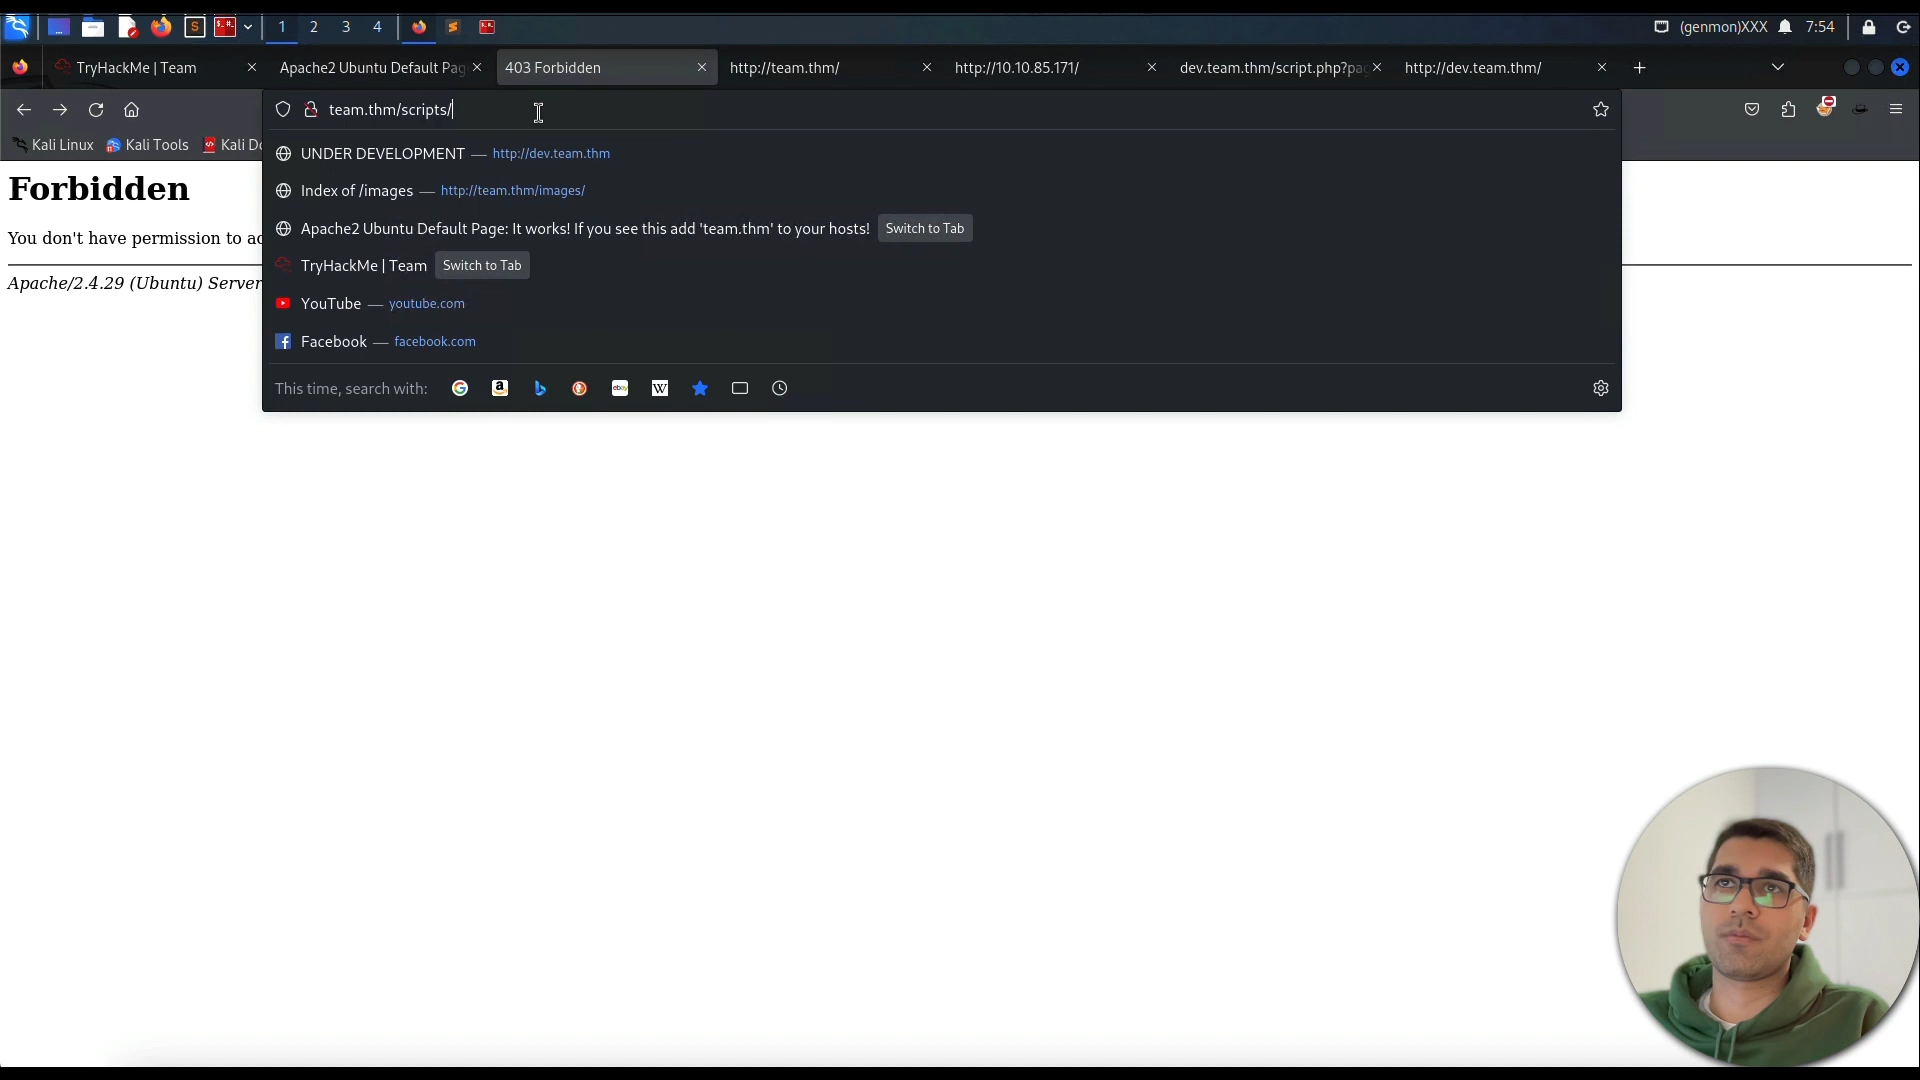 1 2 3 4 (genmon)XXX 7:54
TryHackMe | Team
Apache2 Ubuntu Default Pag
403 Forbidden
http://team.thm/
http://10.10.85.171/
dev.team.thm/script.php?pag
http://dev.team.thm/
team.thm/scripts/
Kali Linux
Kali Tools
Kali Do
UNDER DEVELOPMENT — http://dev.team.thm
Index of /images — http://team.thm/images/
Apache2 Ubuntu Default Page: It works! If you see this add 'team.thm' to your hosts! Switch to Tab
TryHackMe | Team Switch to Tab
YouTube — youtube.com
Facebook — facebook.com
This time, search with:
Forbidden
You don't have permission to ac
Apache/2.4.29 (Ubuntu) Server